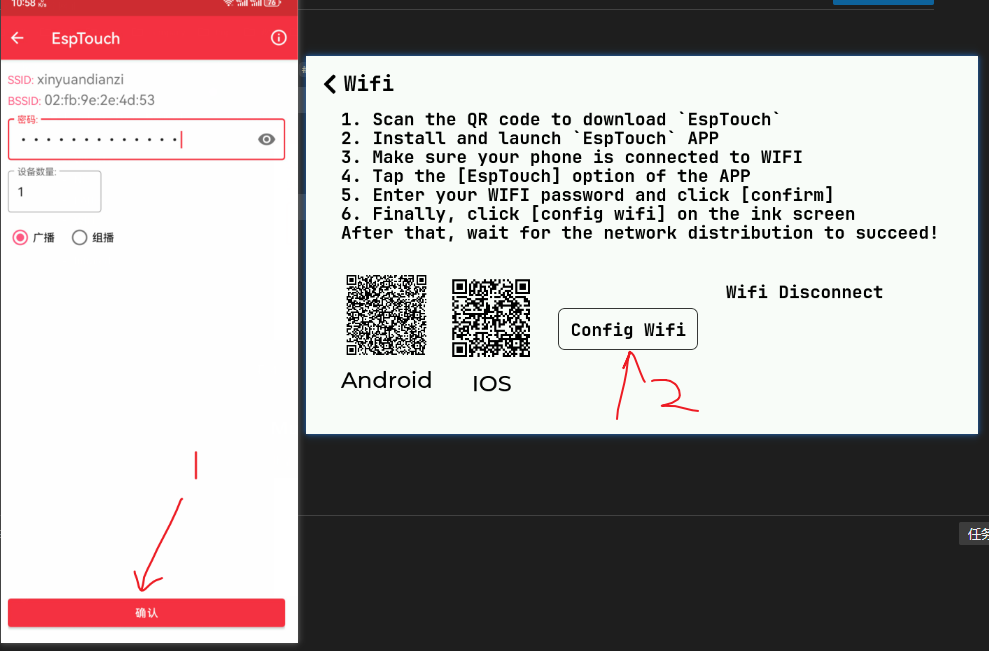 10:58
EspTouch
SSID: xinyuandianzi
BSSID: 02:fb:9e:2e:4d:53
密码:
设备数量:
1
广播 组播
1
确认
Wifi
1. Scan the QR code to download `EspTouch`
2. Install and launch `EspTouch` APP
3. Make sure your phone is connected to WIFI
4. Tap the [EspTouch] option of the APP
5. Enter your WIFI password and click [confirm]
6. Finally, click [config wifi] on the ink screen
After that, wait for the network distribution to succeed!
Wifi Disconnect
Config Wifi
Android IOS
2
任务